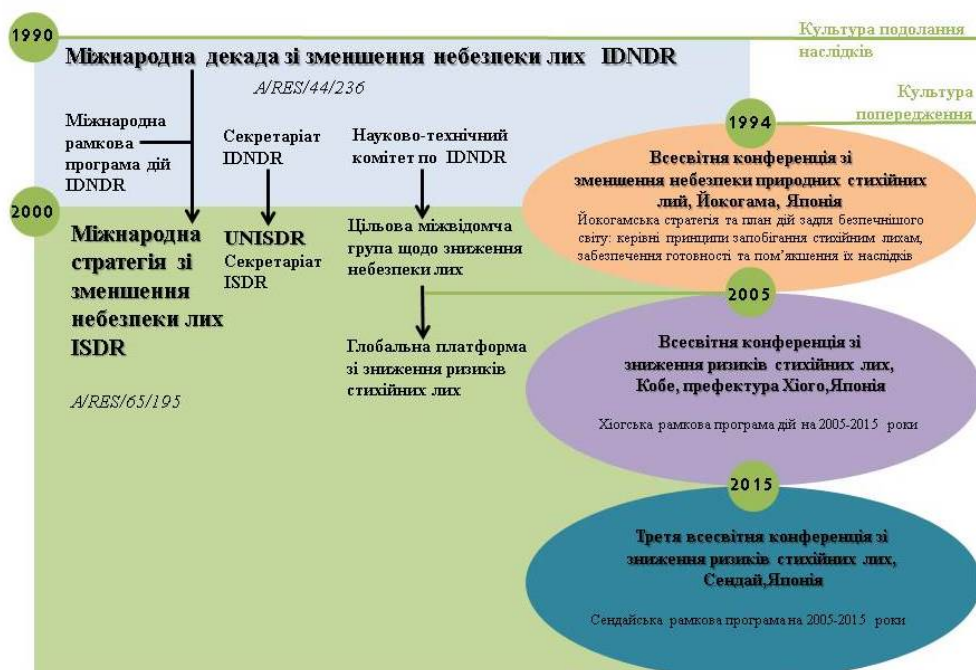 1990
Культура подолання
наслідків
Міжнародна декада зі зменшення небезпеки лих IDNDR
A/RES/44/236
Культура
попередження
Міжнародна
рамкова
програма дій
IDNDR
Секретаріат
IDNDR
Науково-технічний
комітет по IDNDR
1994
Всесвітня конференція зі
зменшення небезпеки природних стихійних
лий, Йокогама, Японія
Йокогамська стратегія та план дій задля безпечнішого
світу: керівні принципи запобігання стихійним лихам,
забезпечення готовності та пом'якшення їх наслідків
2000
Міжнародна
стратегія зі
зменшення
небезпеки лих
ISDR
A/RES/65/195
UNISDR
Секретаріат
ISDR
Цільова міжвідомча
група щодо зниження
небезпеки лих
Глобальна платформа
зі зниження ризиків
стихійних лих
2005
Всесвітня конференція зі
зниження ризиків стихійних лих,
Кобе, префектура Хіого,Японія
Хіогська рамкова програма дій на 2005-2015 роки
2015
Третя всесвітня конференція зі
зниження ризиків стихійних лих,
Сендай,Японія
Сендайська рамкова програма на 2005-2015 роки